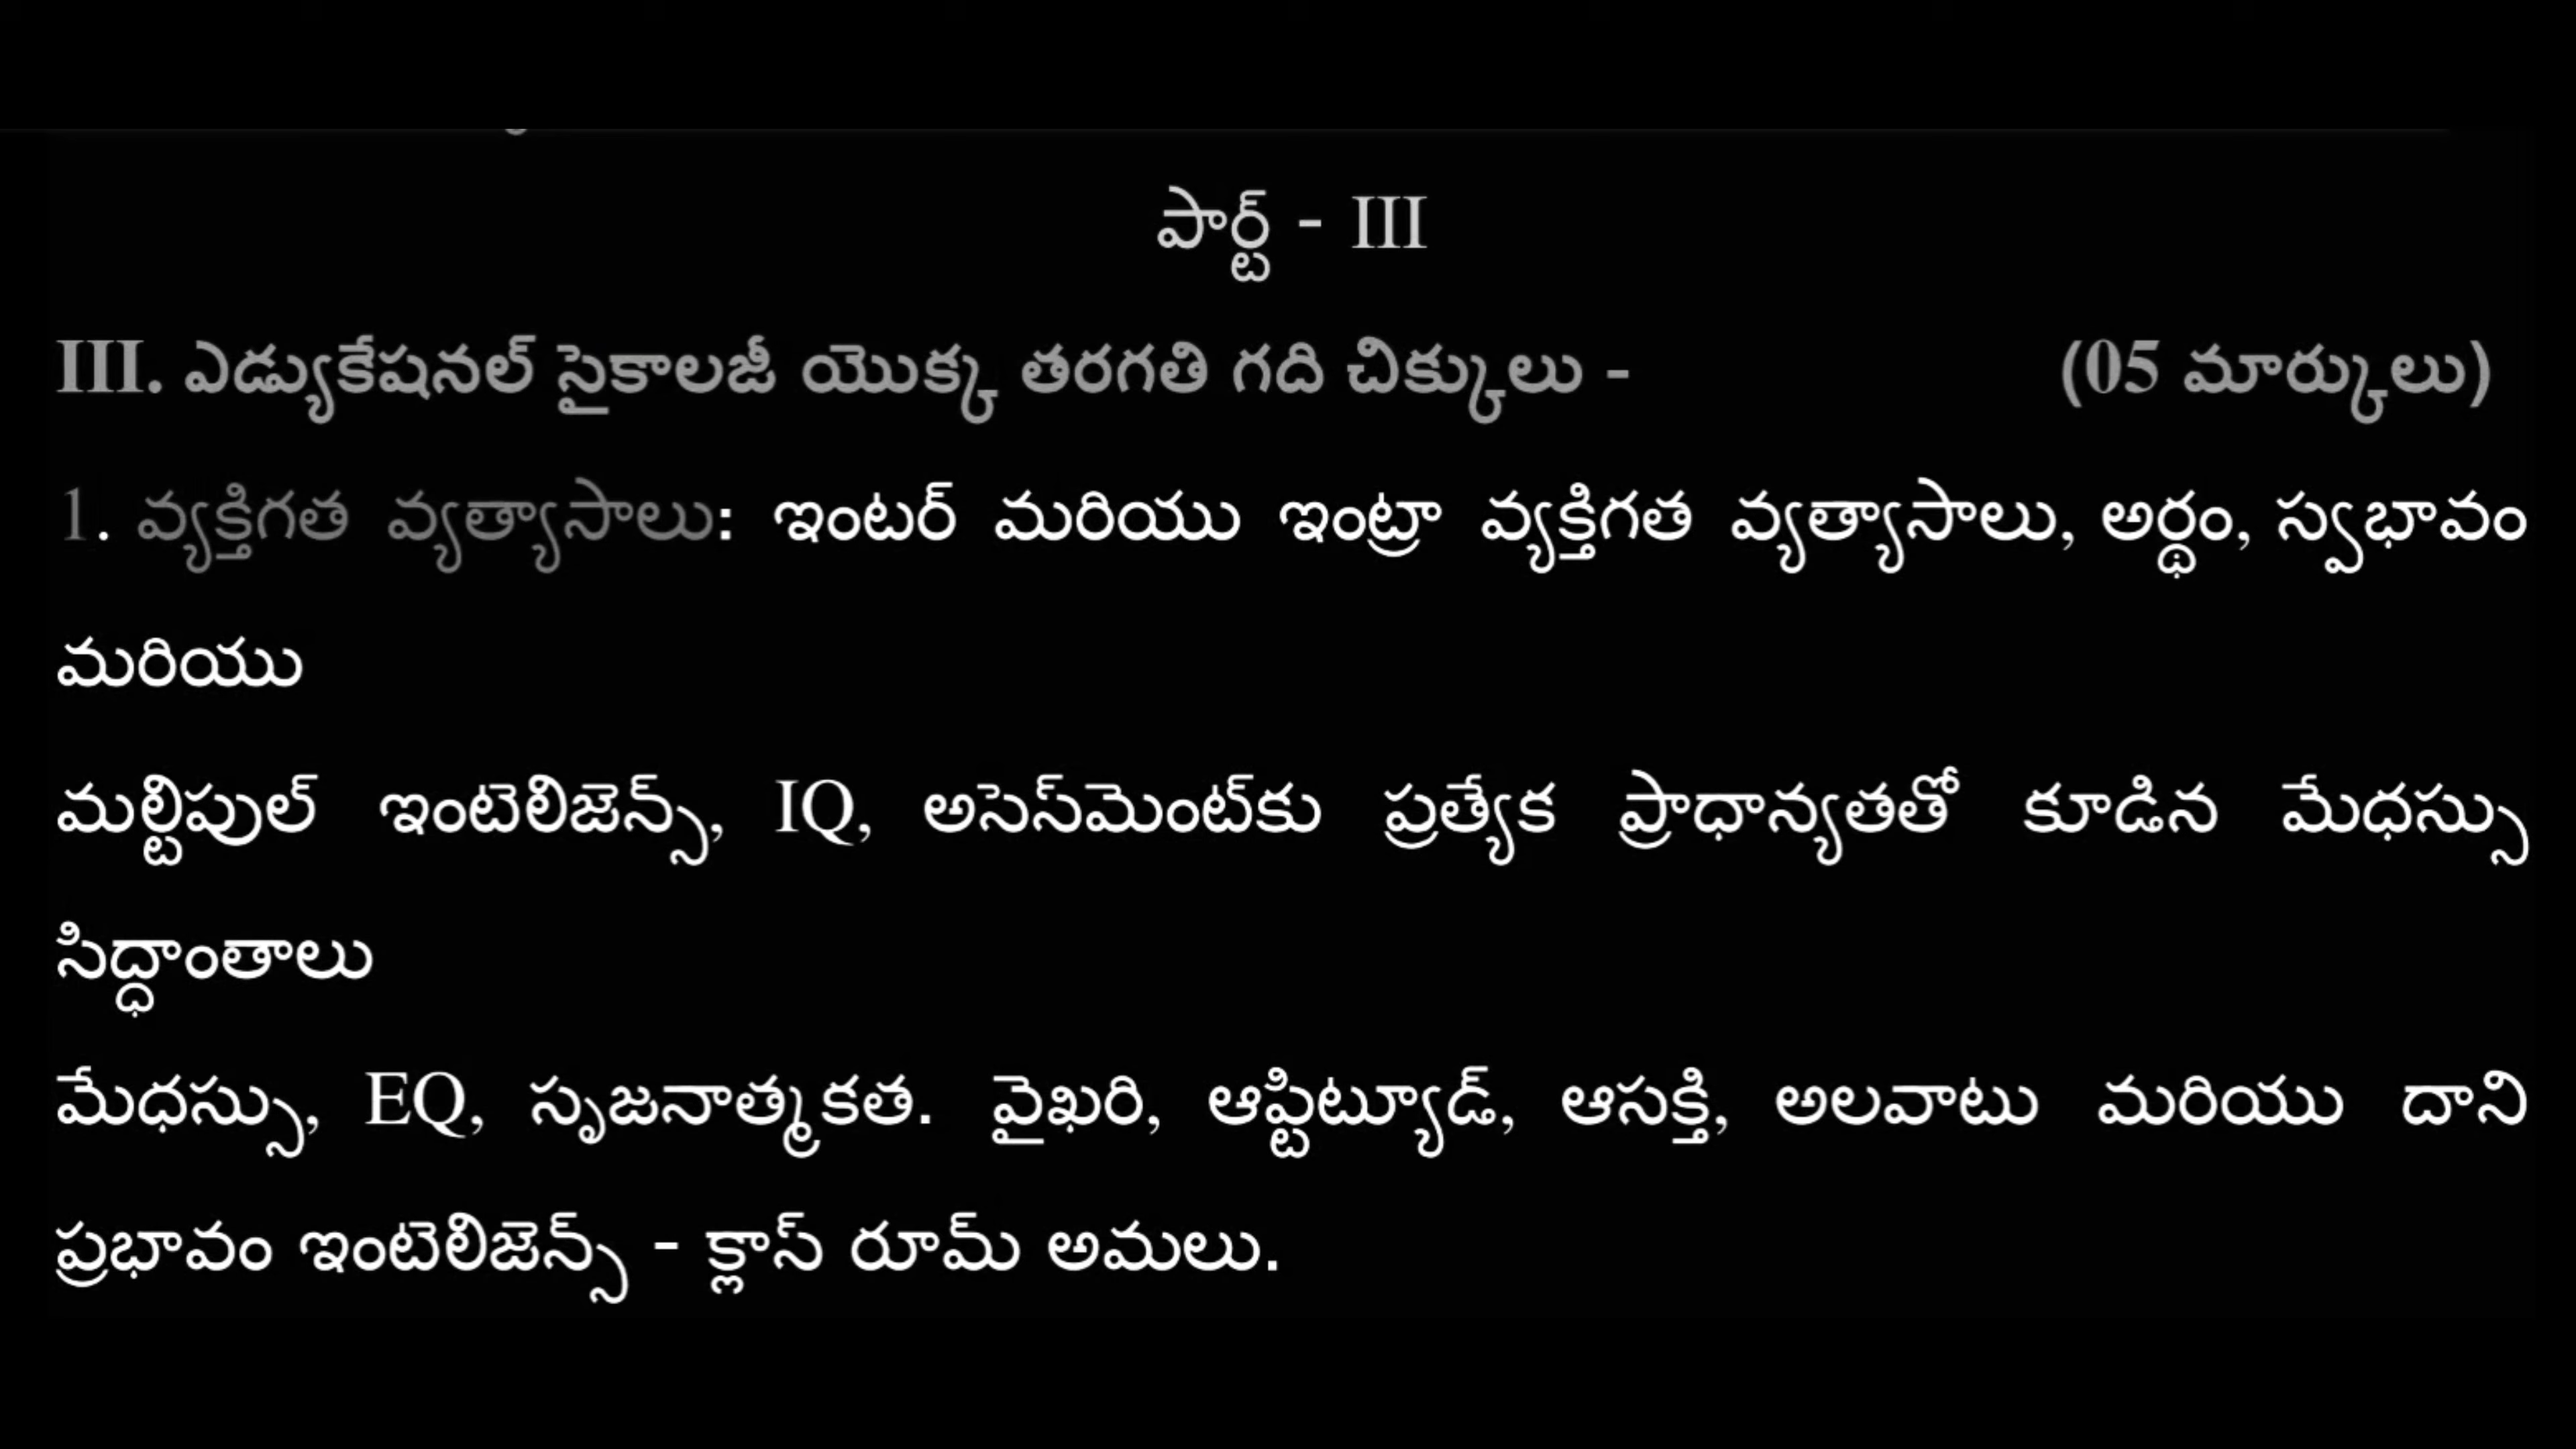 పార్ట్ - III
III. ఎడ్యుకేషనల్ సైకాలజీ యొక్క తరగతి గది చిక్కులు - (05 మార్కులు)
1. వ్యక్తిగత వ్యత్యాసాలు: ఇంటర్ మరియు ఇంట్రా వ్యక్తిగత వ్యత్యాసాలు, అర్థం, స్వభావం
మరియు
మల్టిపుల్ ఇంటెలిజెన్స్, IQ, అసెస్‌మెంట్‌కు ప్రత్యేక ప్రాధాన్యతతో కూడిన మేధస్సు
సిద్ధాంతాలు
మేధస్సు, EQ, సృజనాత్మకత. వైఖరి, ఆప్టిట్యూడ్, ఆసక్తి, అలవాటు మరియు దాని
ప్రభావం ఇంటెలిజెన్స్ - క్లాస్ రూమ్ అమలు.